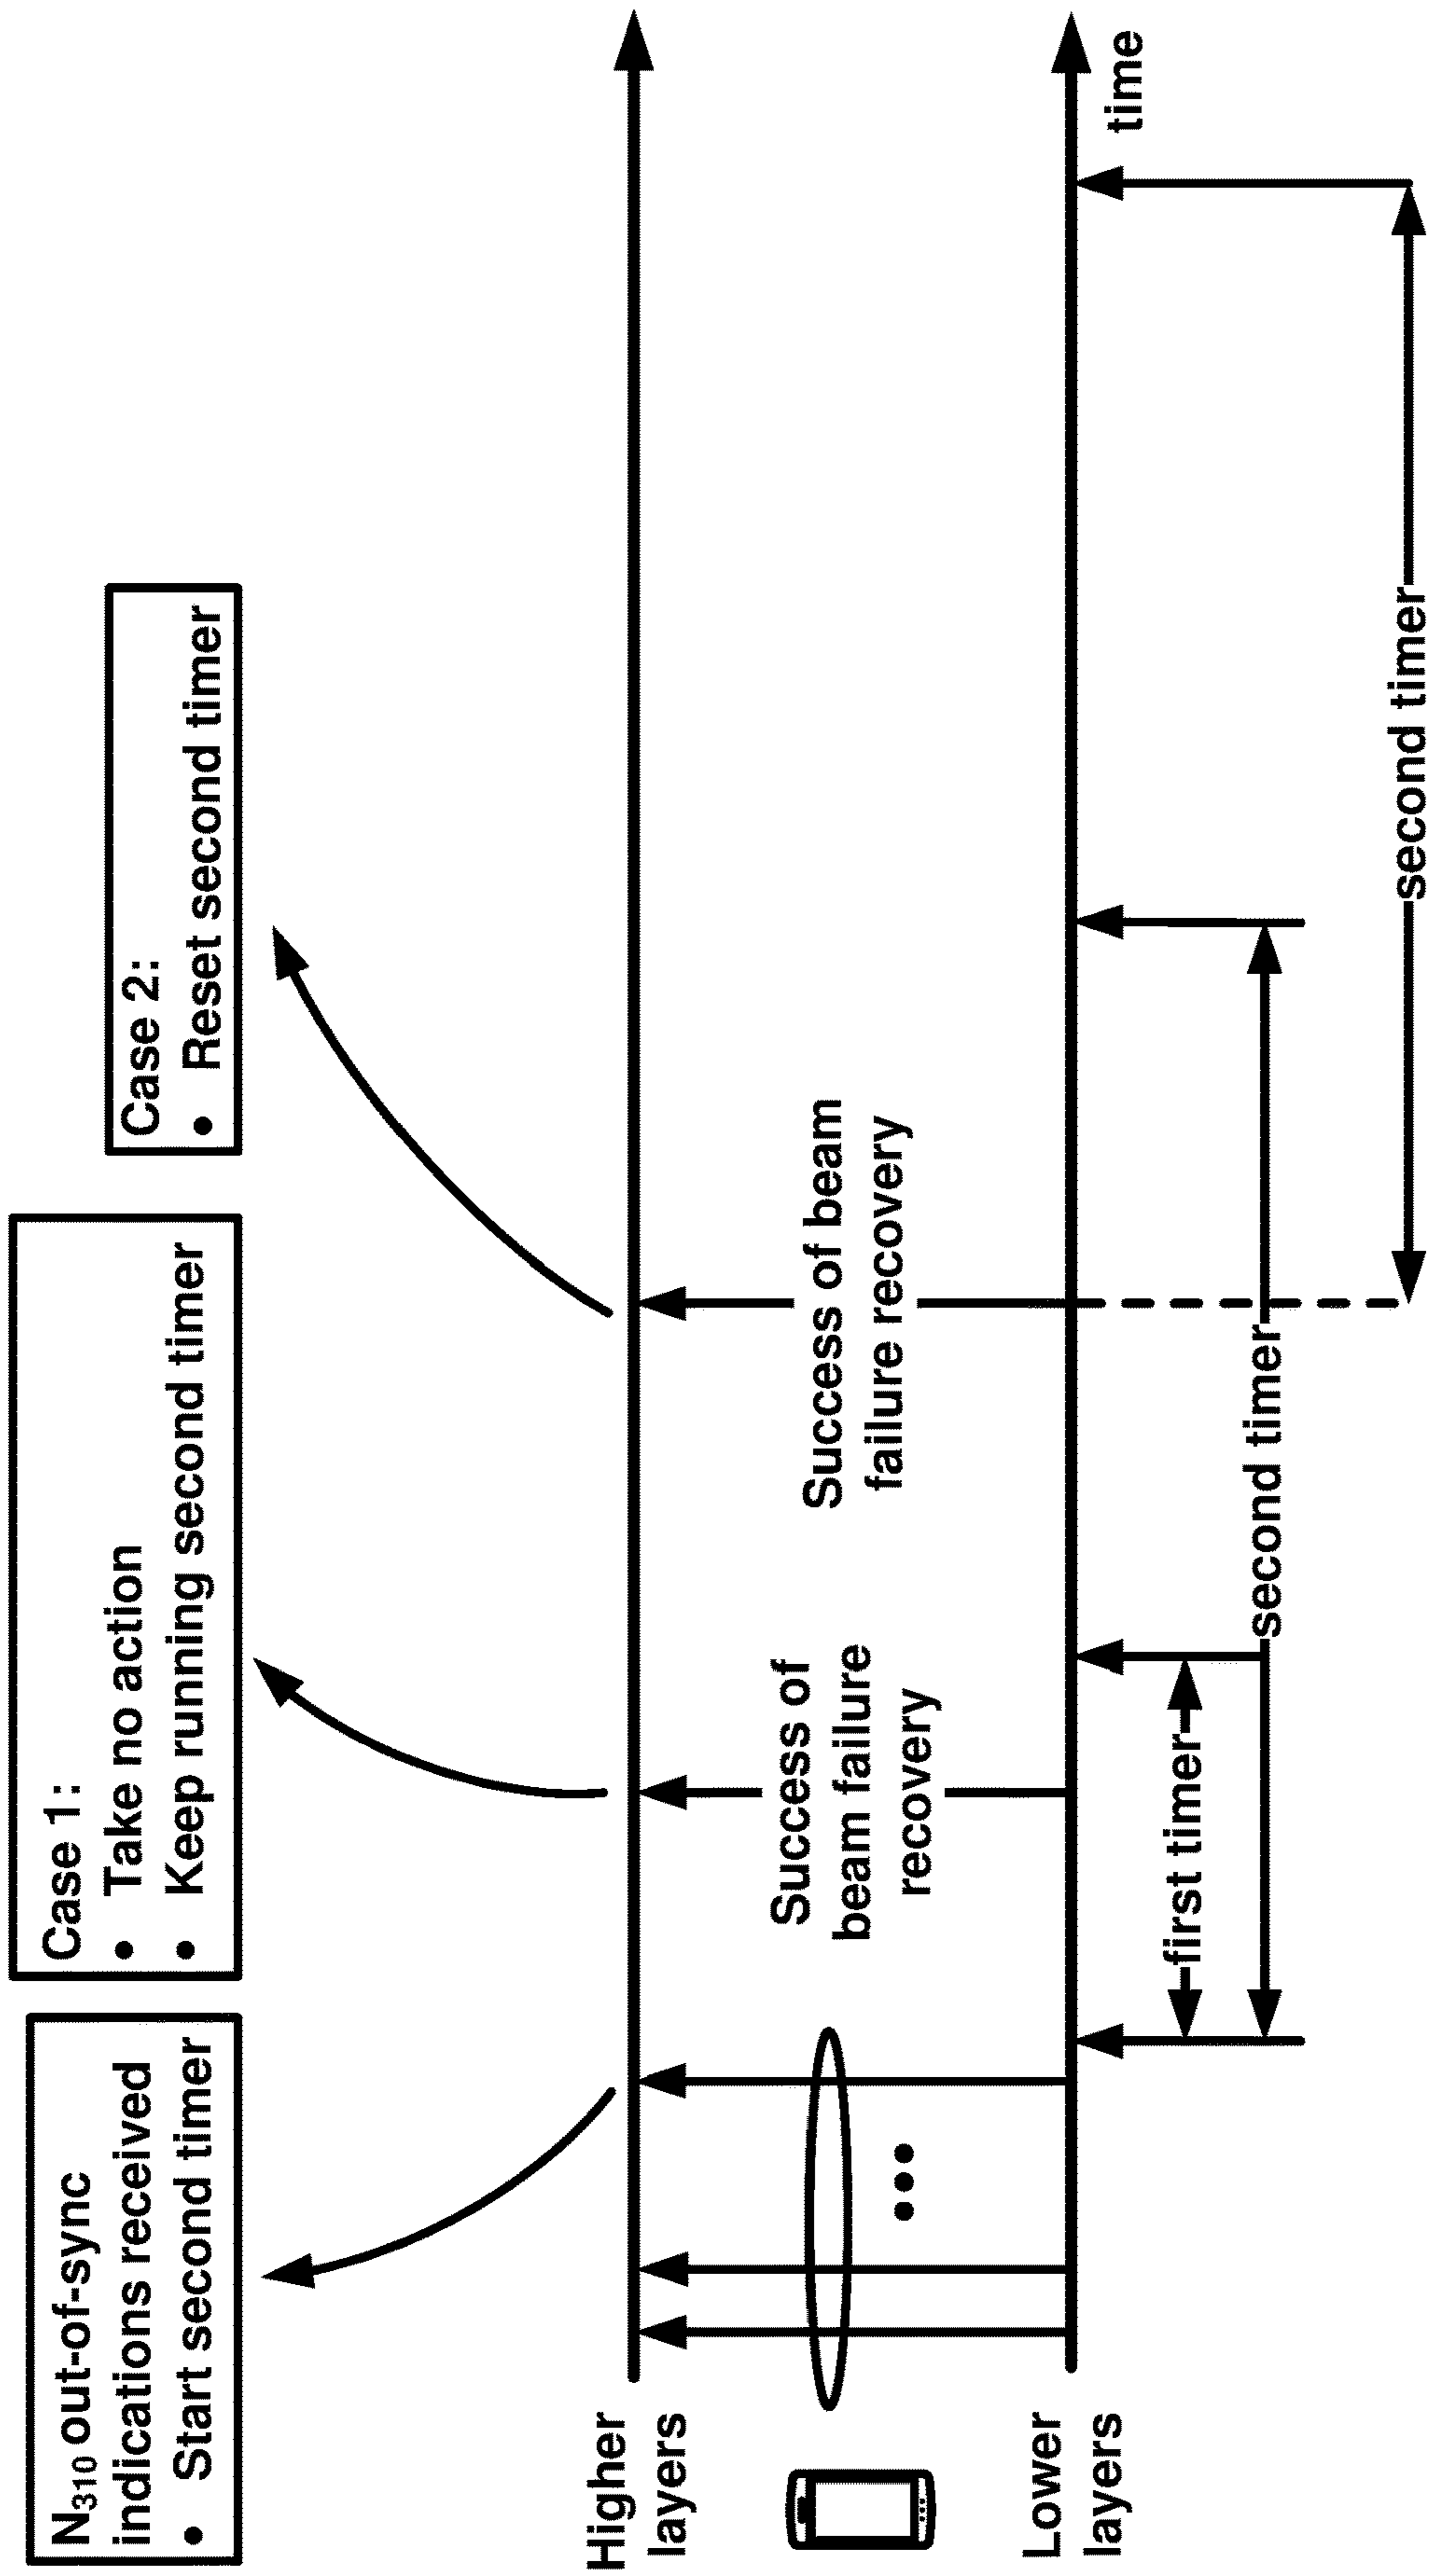 N310 out-of-sync
indications received
• Start second timer
Case 1:
• Take no action
• Keep running second timer
Case 2:
• Reset second timer
Higher
layers
Success of
beam failure
recovery
Success of beam
failure recovery
Lower
layers
time
first timer
second timer
second timer